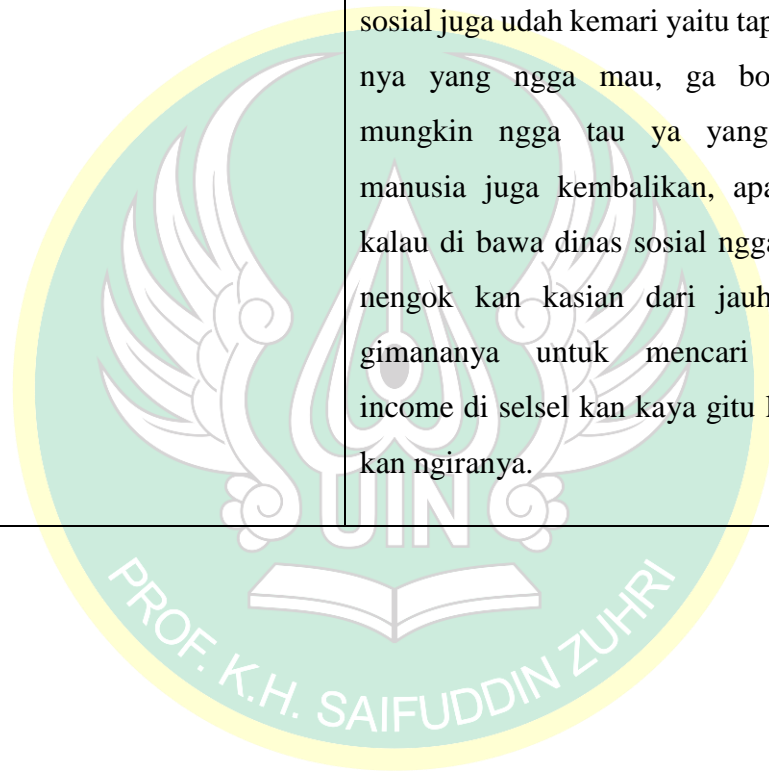 sosial juga udah kemari yaitu
nya yang ngga mau, ga
mungkin ngga tau ya yang
manusia juga kembalikan,
kalau di bawa dinas sosial
nengok kan kasian dari
gimananya untuk mencari
income di selsel kan kaya gitu
kan ngiranya.
UIN
PROF. K.H. SAIFUDDIN ZUHRI